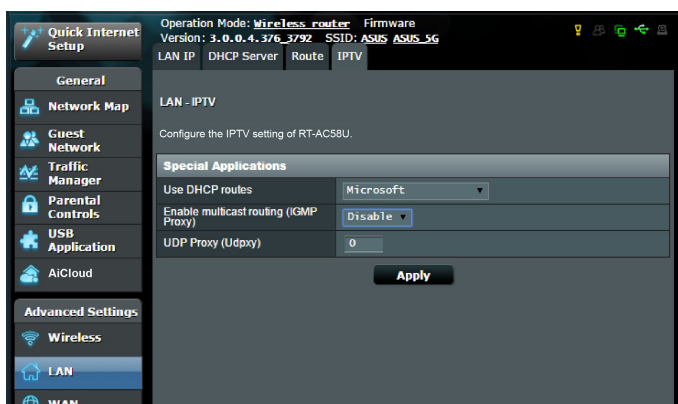 Quick Internet
Setup
Operation Mode: Wireless router Firmware
Version: 3.0.0.4.376_3792 SSID: ASUS ASUS_5G
LAN IP DHCP Server Route IPTV
General
Network Map
Guest
Network
Traffic
Manager
Parental
Controls
USB
Application
AiCloud
Advanced Settings
Wireless
LAN
WAN
LAN - IPTV
Configure the IPTV setting of RT-AC58U.
Special Applications
Use DHCP routes Microsoft
Enable multicast routing (IGMP
Proxy) Disable
UDP Proxy (Udpxy) 0
Apply